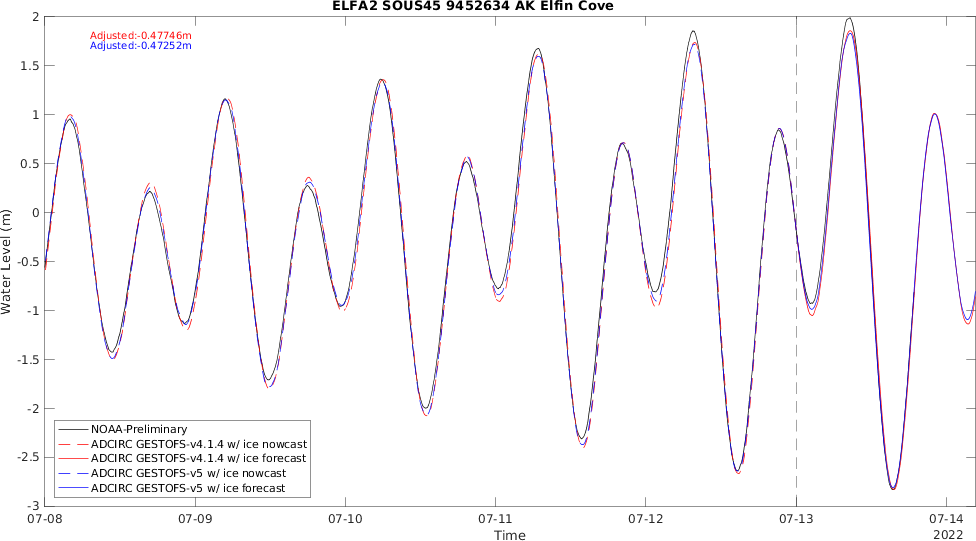 ELFA2 SOUS45 9452634 AK Elfin Cove
Adjusted:-0.47746m
Adjusted:-0.47252m
2
1.5
1
0.5
0
-0.5
-1
-1.5
-2
-2.5
-3
Water Level (m)
NOAA-Preliminary
ADCIRC GESTOFS-v4.1.4 w/ ice nowcast
ADCIRC GESTOFS-v4.1.4 w/ ice forecast
ADCIRC GESTOFS-v5 w/ ice nowcast
ADCIRC GESTOFS-v5 w/ ice forecast
07-08 07-09 07-10 07-11 07-12 07-13 07-14
2022
Time